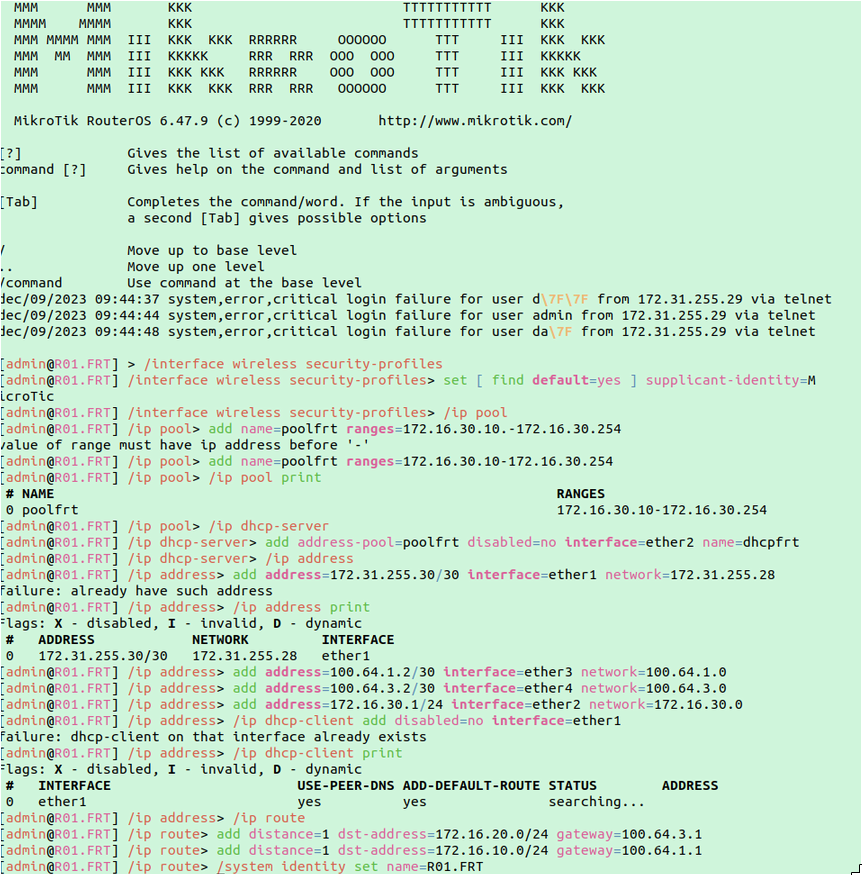 MMM      MMM       KKK                          TTTTTTTTTTT      KKK
MMMM    MMMM       KKK                          TTTTTTTTTTT      KKK
MMM MMMM MMM  III  KKK  KKK  RRRRRR     OOOOOO      TTT     III  KKK  KKK
MMM  MM  MMM  III  KKKKK     RRR  RRR  OOO  OOO     TTT     III  KKKKK
MMM      MMM  III  KKK KKK   RRRRRR    OOO  OOO     TTT     III  KKK KKK
MMM      MMM  III  KKK  KKK  RRR  RRR   OOOOOO      TTT     III  KKK  KKK
MikroTik RouterOS 6.47.9 (c) 1999-2020       http://www.mikrotik.com/
[?]             Gives the list of available commands
command [?]     Gives help on the command and list of arguments
[Tab]           Completes the command/word. If the input is ambiguous,
a second [Tab] gives possible options
/               Move up to base level
..              Move up one level
/command        Use command at the base level
dec/09/2023 09:44:37 system,error,critical login failure for user d\7F\7F from 172.31.255.29 via telnet
dec/09/2023 09:44:44 system,error,critical login failure for user admin from 172.31.255.29 via telnet
dec/09/2023 09:44:48 system,error,critical login failure for user da\7F from 172.31.255.29 via telnet
[admin@R01.FRT] > /interface wireless security-profiles
[admin@R01.FRT] /interface wireless security-profiles> set [ find default=yes ] supplicant-identity=M
icroTic
[admin@R01.FRT] /interface wireless security-profiles> /ip pool
[admin@R01.FRT] /ip pool> add name=poolfrt ranges=172.16.30.10.-172.16.30.254
value of range must have ip address before '-'
[admin@R01.FRT] /ip pool> add name=poolfrt ranges=172.16.30.10-172.16.30.254
[admin@R01.FRT] /ip pool> /ip pool print
# NAME                                                              RANGES
0 poolfrt                                                           172.16.30.10-172.16.30.254
[admin@R01.FRT] /ip pool> /ip dhcp-server
[admin@R01.FRT] /ip dhcp-server> add address-pool=poolfrt disabled=no interface=ether2 name=dhcpfrt
[admin@R01.FRT] /ip dhcp-server> /ip address
[admin@R01.FRT] /ip address> add address=172.31.255.30/30 interface=ether1 network=172.31.255.28
failure: already have such address
[admin@R01.FRT] /ip address> /ip address print
Flags: X - disabled, I - invalid, D - dynamic
#   ADDRESS            NETWORK         INTERFACE
0   172.31.255.30/30   172.31.255.28   ether1
[admin@R01.FRT] /ip address> add address=100.64.1.2/30 interface=ether3 network=100.64.1.0
[admin@R01.FRT] /ip address> add address=100.64.3.2/30 interface=ether4 network=100.64.3.0
[admin@R01.FRT] /ip address> add address=172.16.30.1/24 interface=ether2 network=172.16.30.0
[admin@R01.FRT] /ip address> /ip dhcp-client add disabled=no interface=ether1
failure: dhcp-client on that interface already exists
[admin@R01.FRT] /ip address> /ip dhcp-client print
Flags: X - disabled, I - invalid, D - dynamic
#   INTERFACE                       USE-PEER-DNS ADD-DEFAULT-ROUTE STATUS        ADDRESS
0   ether1                          yes          yes               searching...
[admin@R01.FRT] /ip address> /ip route
[admin@R01.FRT] /ip route> add distance=1 dst-address=172.16.20.0/24 gateway=100.64.3.1
[admin@R01.FRT] /ip route> add distance=1 dst-address=172.16.10.0/24 gateway=100.64.1.1
[admin@R01.FRT] /ip route> /system identity set name=R01.FRT